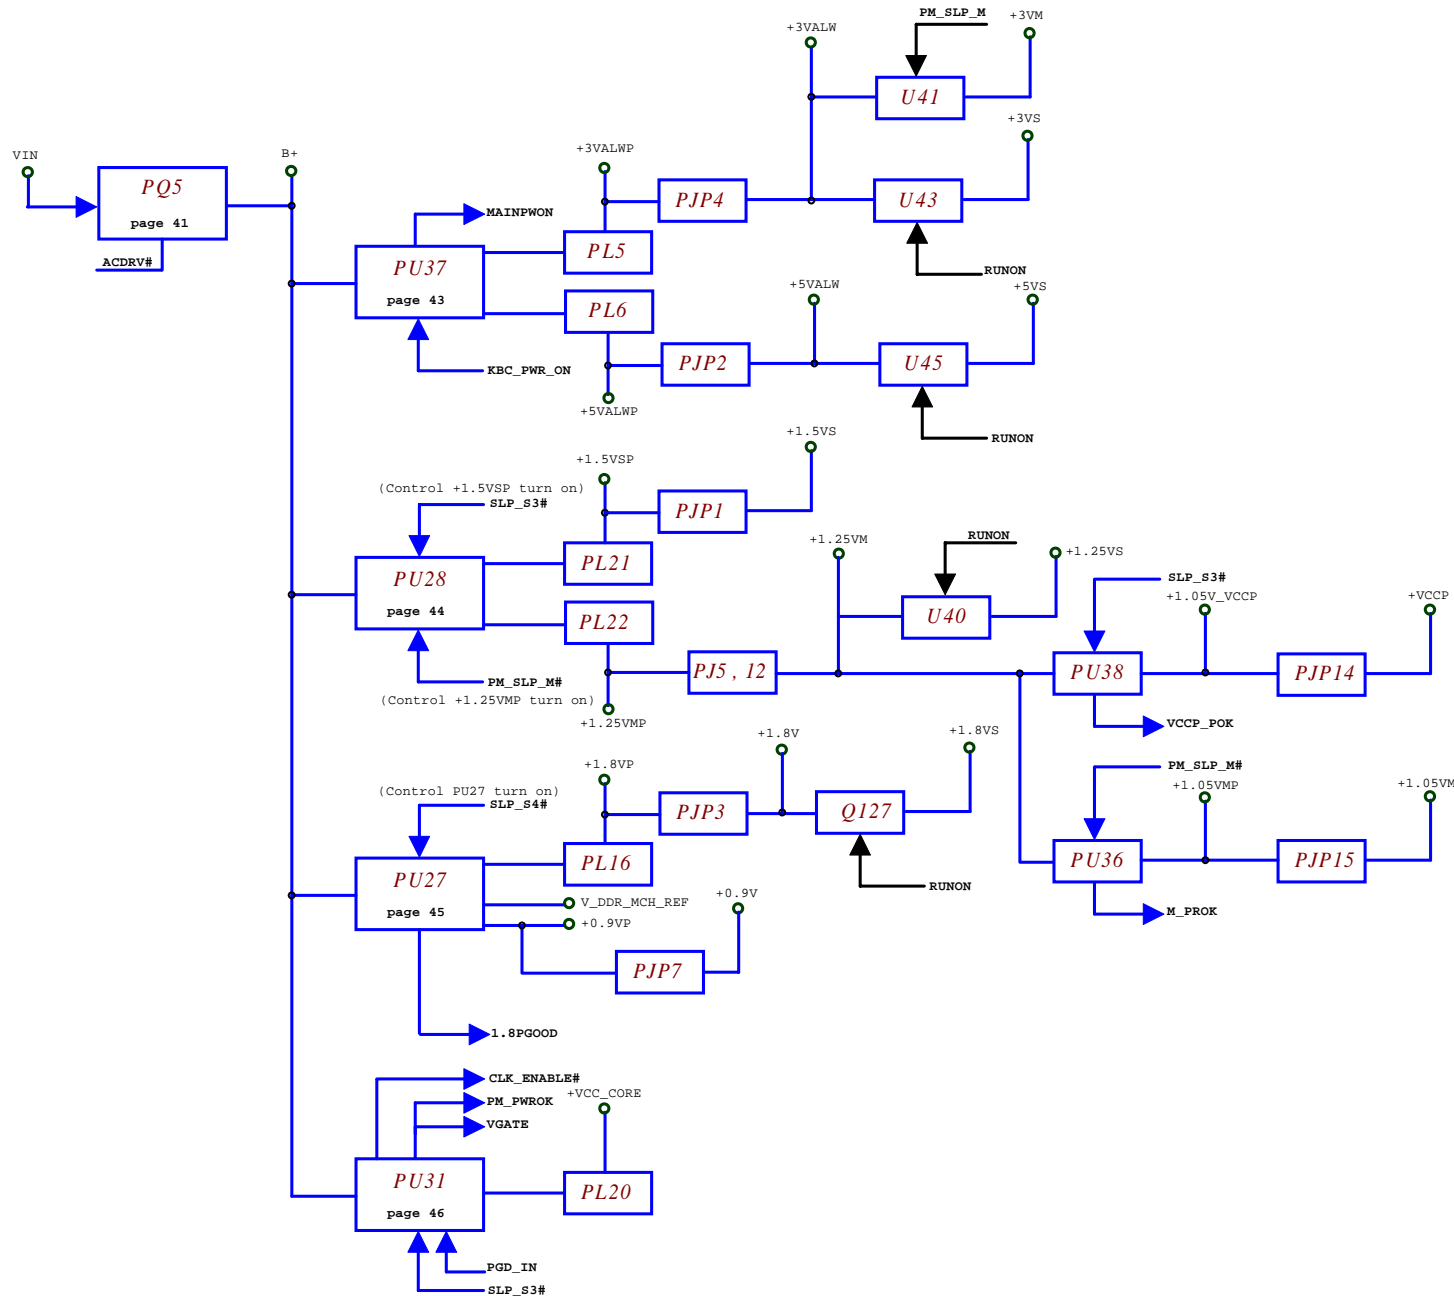 PM_SLP_M
+3VM
+3VALW
U41
+3VS
VIN
B+
+3VALWP
PQ5
page 41
PJP4
U43
MAINPWON
ACDRV#
PL5
PU37
page 43
RUNON
+5VALW
+5VS
PL6
PJP2
U45
KBC_PWR_ON
+5VALWP
RUNON
+1.5VS
+1.5VSP
(Control +1.5VSP turn on)
SLP_S3#
PJP1
RUNON
+1.25VM
+1.25VS
PL21
PU28
page 44
SLP_S3#
+1.05V_VCCP
+VCCP
PL22
U40
PJ5 , 12
PU38
PJP14
PM_SLP_M#
(Control +1.25VMP turn on)
+1.25VMP
VCCP_POK
+1.8V
+1.8VS
+1.8VP
PM_SLP_M#
+1.05VMP
+1.05VM
(Control PU27 turn on)
SLP_S4#
PJP3
Q127
PL16
PU27
page 45
PU36
PJP15
RUNON
+0.9V
V_DDR_MCH_REF
+0.9VP
M_PROK
PJP7
1.8PGOOD
CLK_ENABLE#
+VCC_CORE
PM_PWROK
VGATE
PU31
page 46
PL20
PGD_IN
SLP_S3#